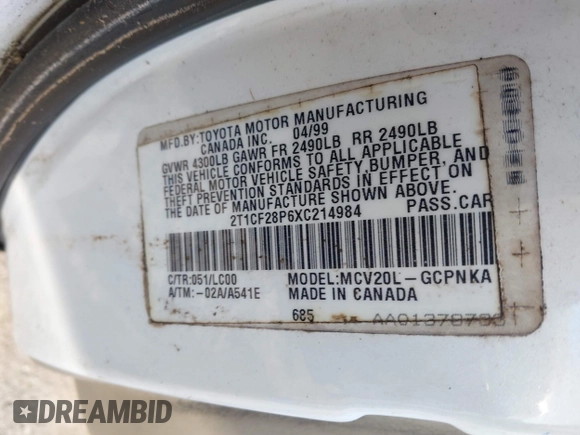 MFD.BY:TOYOTA MOTOR MANUFACTURING
CANADA INC. 04/99
GVWR 4300LB GAWR FR 2490LB RR 2490LB
THIS VEHICLE CONFORMS TO ALL APPLICABLE
FEDERAL MOTOR VEHICLE SAFETY BUMPER, AND
THEFT PREVENTION STANDARDS IN EFFECT ON
THE DATE OF MANUFACTURE SHOWN ABOVE.
2T1CF28P6XC214984 PASS.CAR
C/TR:051/LC00 MODEL:MCV20L-GCPNKA
A/TM:-02A/A541E MADE IN CANADA
685
DREAMBID